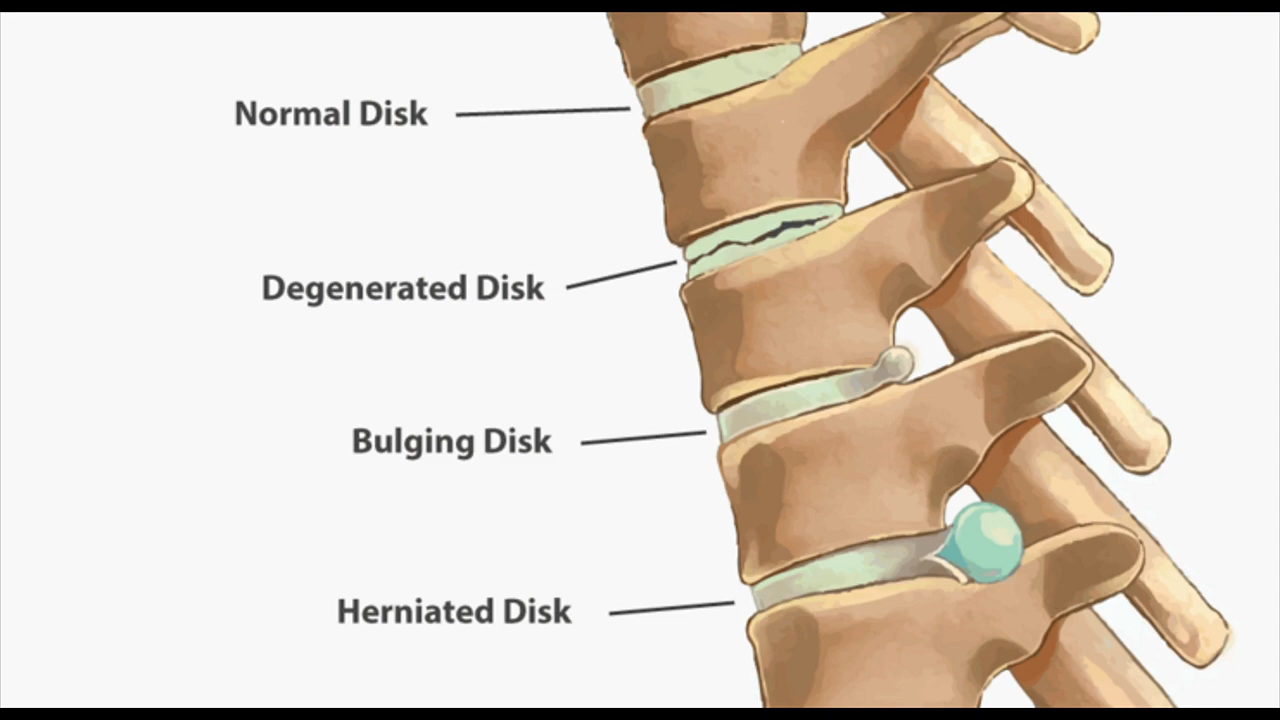 Normal Disk
Degenerated Disk
Bulging Disk
Herniated Disk